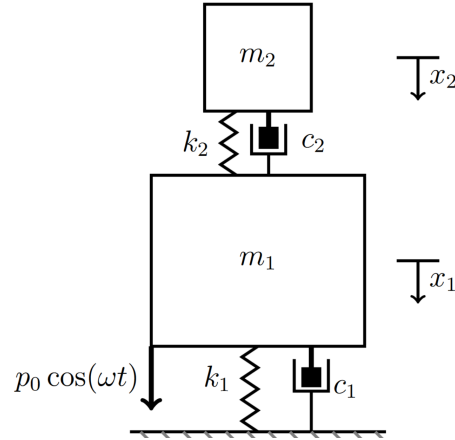 m₂
x₂
k₂
c₂
m₁
x₁
p₀ cos(ωt)
k₁
c₁